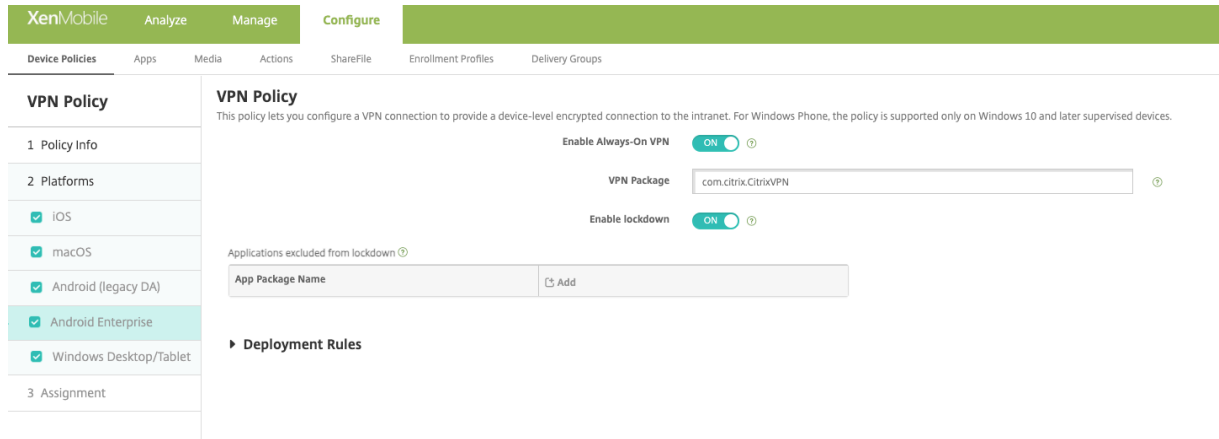 XenMobile Analyze Manage Configure
Device Policies Apps Media Actions ShareFile Enrollment Profiles Delivery Groups
VPN Policy
1 Policy Info
2 Platforms
iOS
macOS
Android (legacy DA)
Android Enterprise
Windows Desktop/Tablet
3 Assignment
VPN Policy
This policy lets you configure a VPN connection to provide a device-level encrypted connection to the intranet. For Windows Phone, the policy is supported only on Windows 10 and later supervised devices.
Enable Always-On VPN ON ?
VPN Package com.citrix.CitrixVPN ?
Enable lockdown ON ?
Applications excluded from lockdown ?
App Package Name Add
Deployment Rules